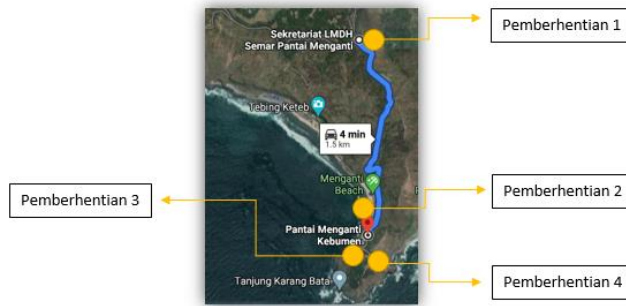 Pemberhentian 1
Sekretariat LMDH
Semar Pantai Menganti
Tebing Keteb
4 min
1.5 km
Menganti
Beach
Pemberhentian 2
Pemberhentian 3
Pantai Menganti
Kebumen
Tanjung Karang Bata
Pemberhentian 4